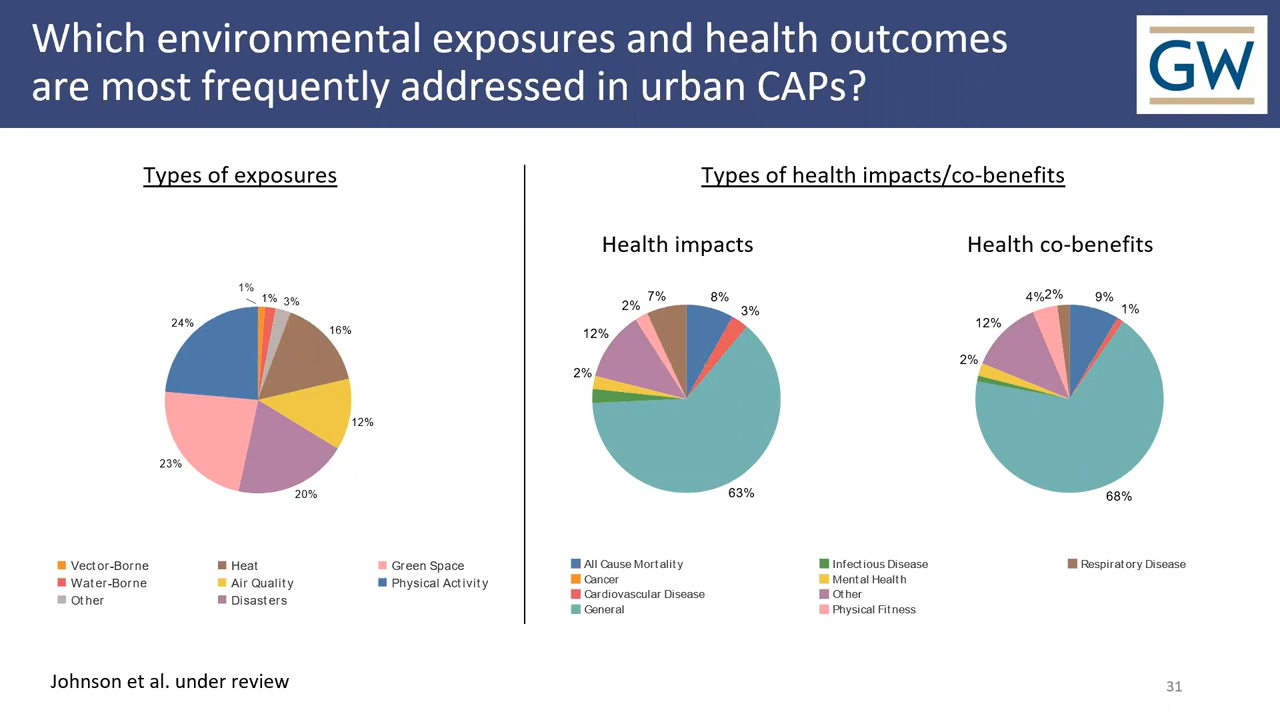 Which environmental exposures and health outcomes
are most frequently addressed in urban CAPs?
GW
Types of exposures
1%
1%
3%
16%
12%
20%
23%
24%
Vector-Borne
Water-Borne
Other
Heat
Air Quality
Disasters
Green Space
Physical Activity
Types of health impacts/co-benefits
Health impacts
8%
3%
63%
2%
12%
2%
7%
Health co-benefits
9%
1%
68%
2%
12%
4%
2%
All Cause Mortality
Cancer
Cardiovascular Disease
General
Infectious Disease
Mental Health
Other
Physical Fitness
Respiratory Disease
Johnson et al. under review
31